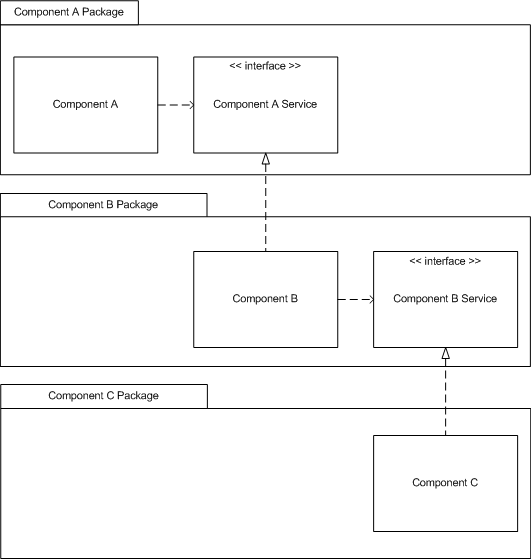 Component A Package
<< interface >>
Component A
Component A Service
Component B Package
<< interface >>
Component B
Component B Service
Component C Package
Component C